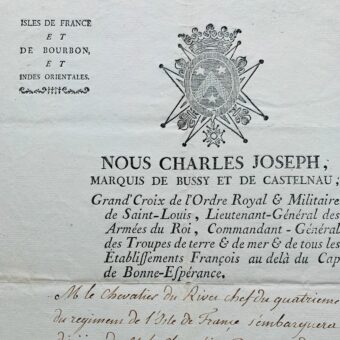 ISLES DE FRANCE
ET
DE BOURBON,
ET
INDES ORIENTALES.
NOUS CHARLES JOSEPH,
MARQUIS DE BUSSY ET DE CASTELNAU;
Grand'Croix de l'Ordre Royal & Militaire
de Saint-Louis, Lieutenant-Général des
Armées du Roi, Commandant-Général
des Troupes de terre & de mer & de tous les
Établissements François au delà du Cap
de Bonne-Espérance.
M. le Chevalier du River chef du quatrieme
du regiment de l'Isle de France s'embarquera